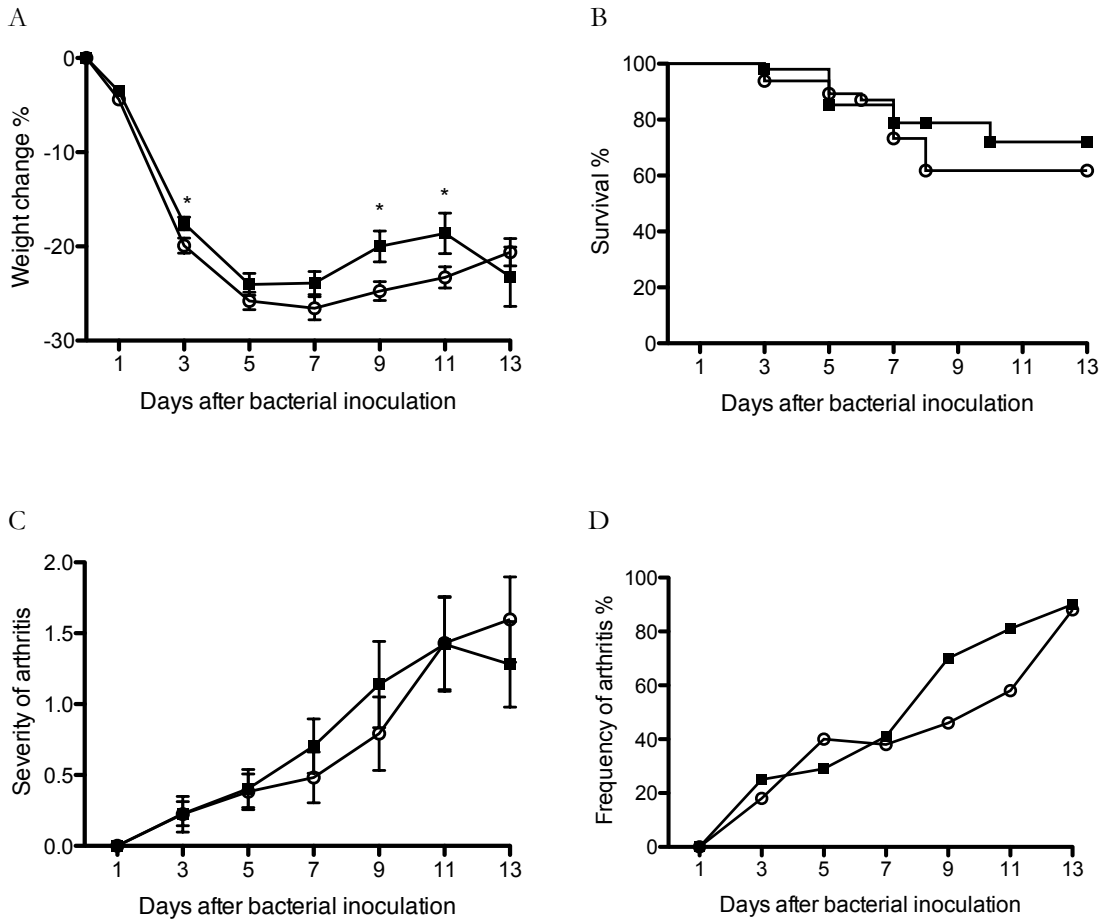 A
0
-10
-20
-30
Weight change %
*
*
*
1 3 5 7 9 11 13
Days after bacterial inoculation
B
100
80
60
40
20
0
Survival %
1 3 5 7 9 11 13
Days after bacterial inoculation
C
2.0
1.5
1.0
0.5
0.0
Severity of arthritis
1 3 5 7 9 11 13
Days after bacterial inoculation
D
100
80
60
40
20
0
Frequency of arthritis %
1 3 5 7 9 11 13
Days after bacterial inoculation